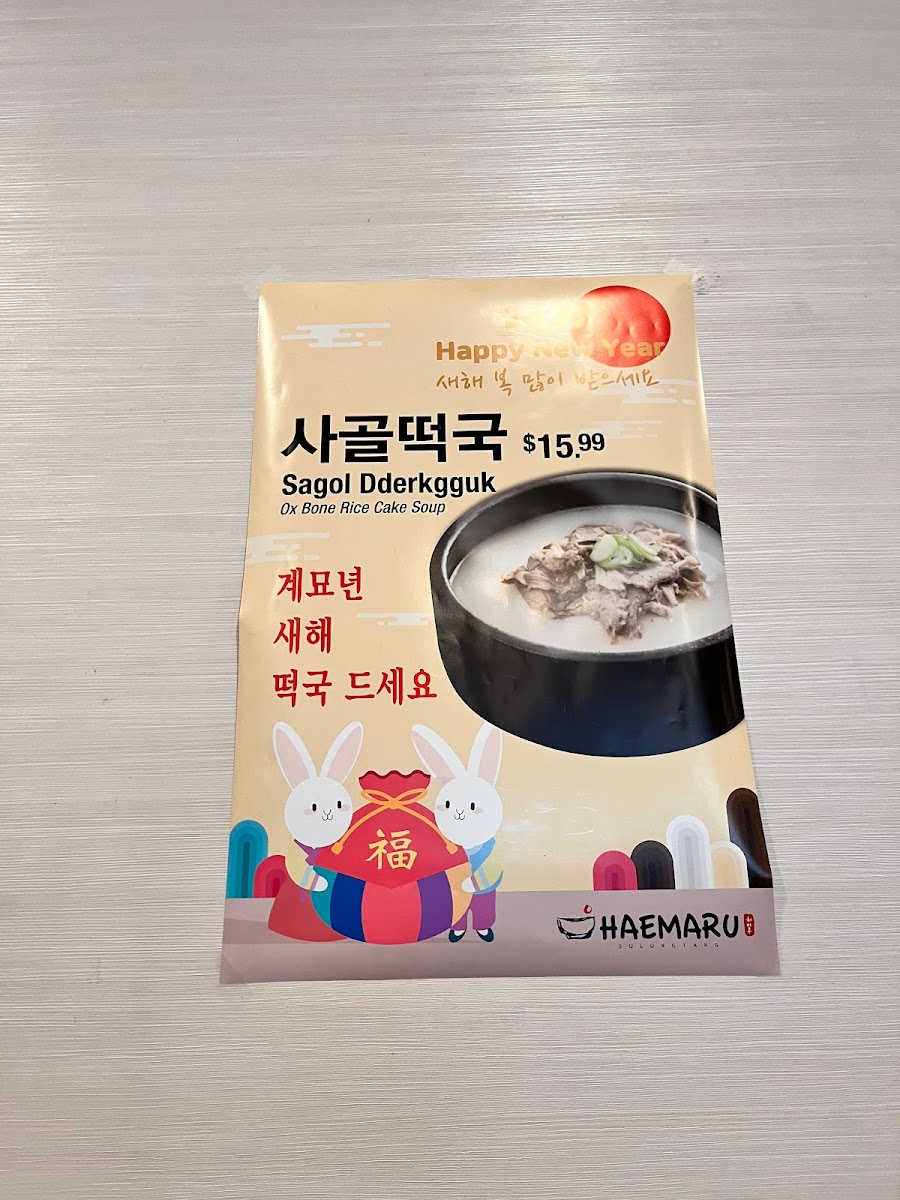 Happy New Year
새해 복 많이 받으세요
사골떡국 $15.99
Sagol Dderkgguk
Ox Bone Rice Cake Soup
계묘년
새해
떡국 드세요
福
HAEMARU
SULUNGTANG